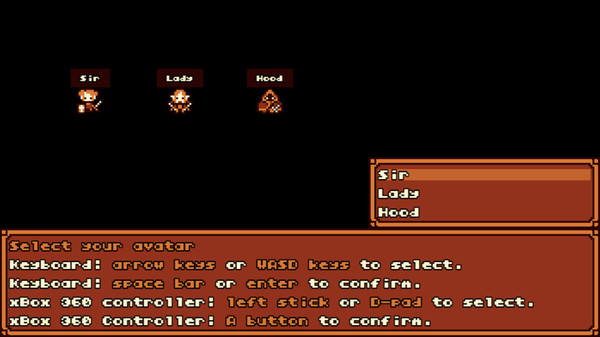 Sir
Lady
Hood
Sir
Lady
Hood
Select your avatar
Keyboard: arrow keys or WASD keys to select.
Keyboard: space bar or enter to confirm.
xBox 360 controller: left stick or D-pad to select.
xBox 360 Controller: A button to confirm.